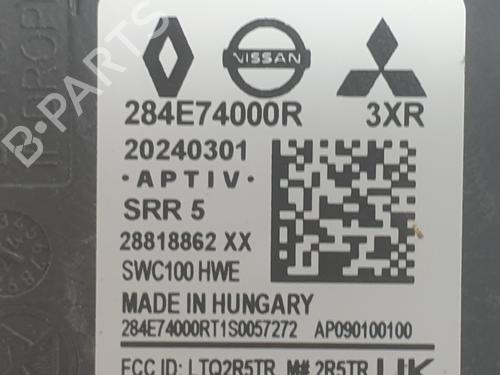 NISSAN
284E74000R 3XR
20240301
• APTIV •
SRR 5
28818862 XX
SWC100 HWE
MADE IN HUNGARY
284E74000RT1S0057272 AP090100100
FCC ID: LTQ2R5TR M# 2R5TR UK
B-PARTS